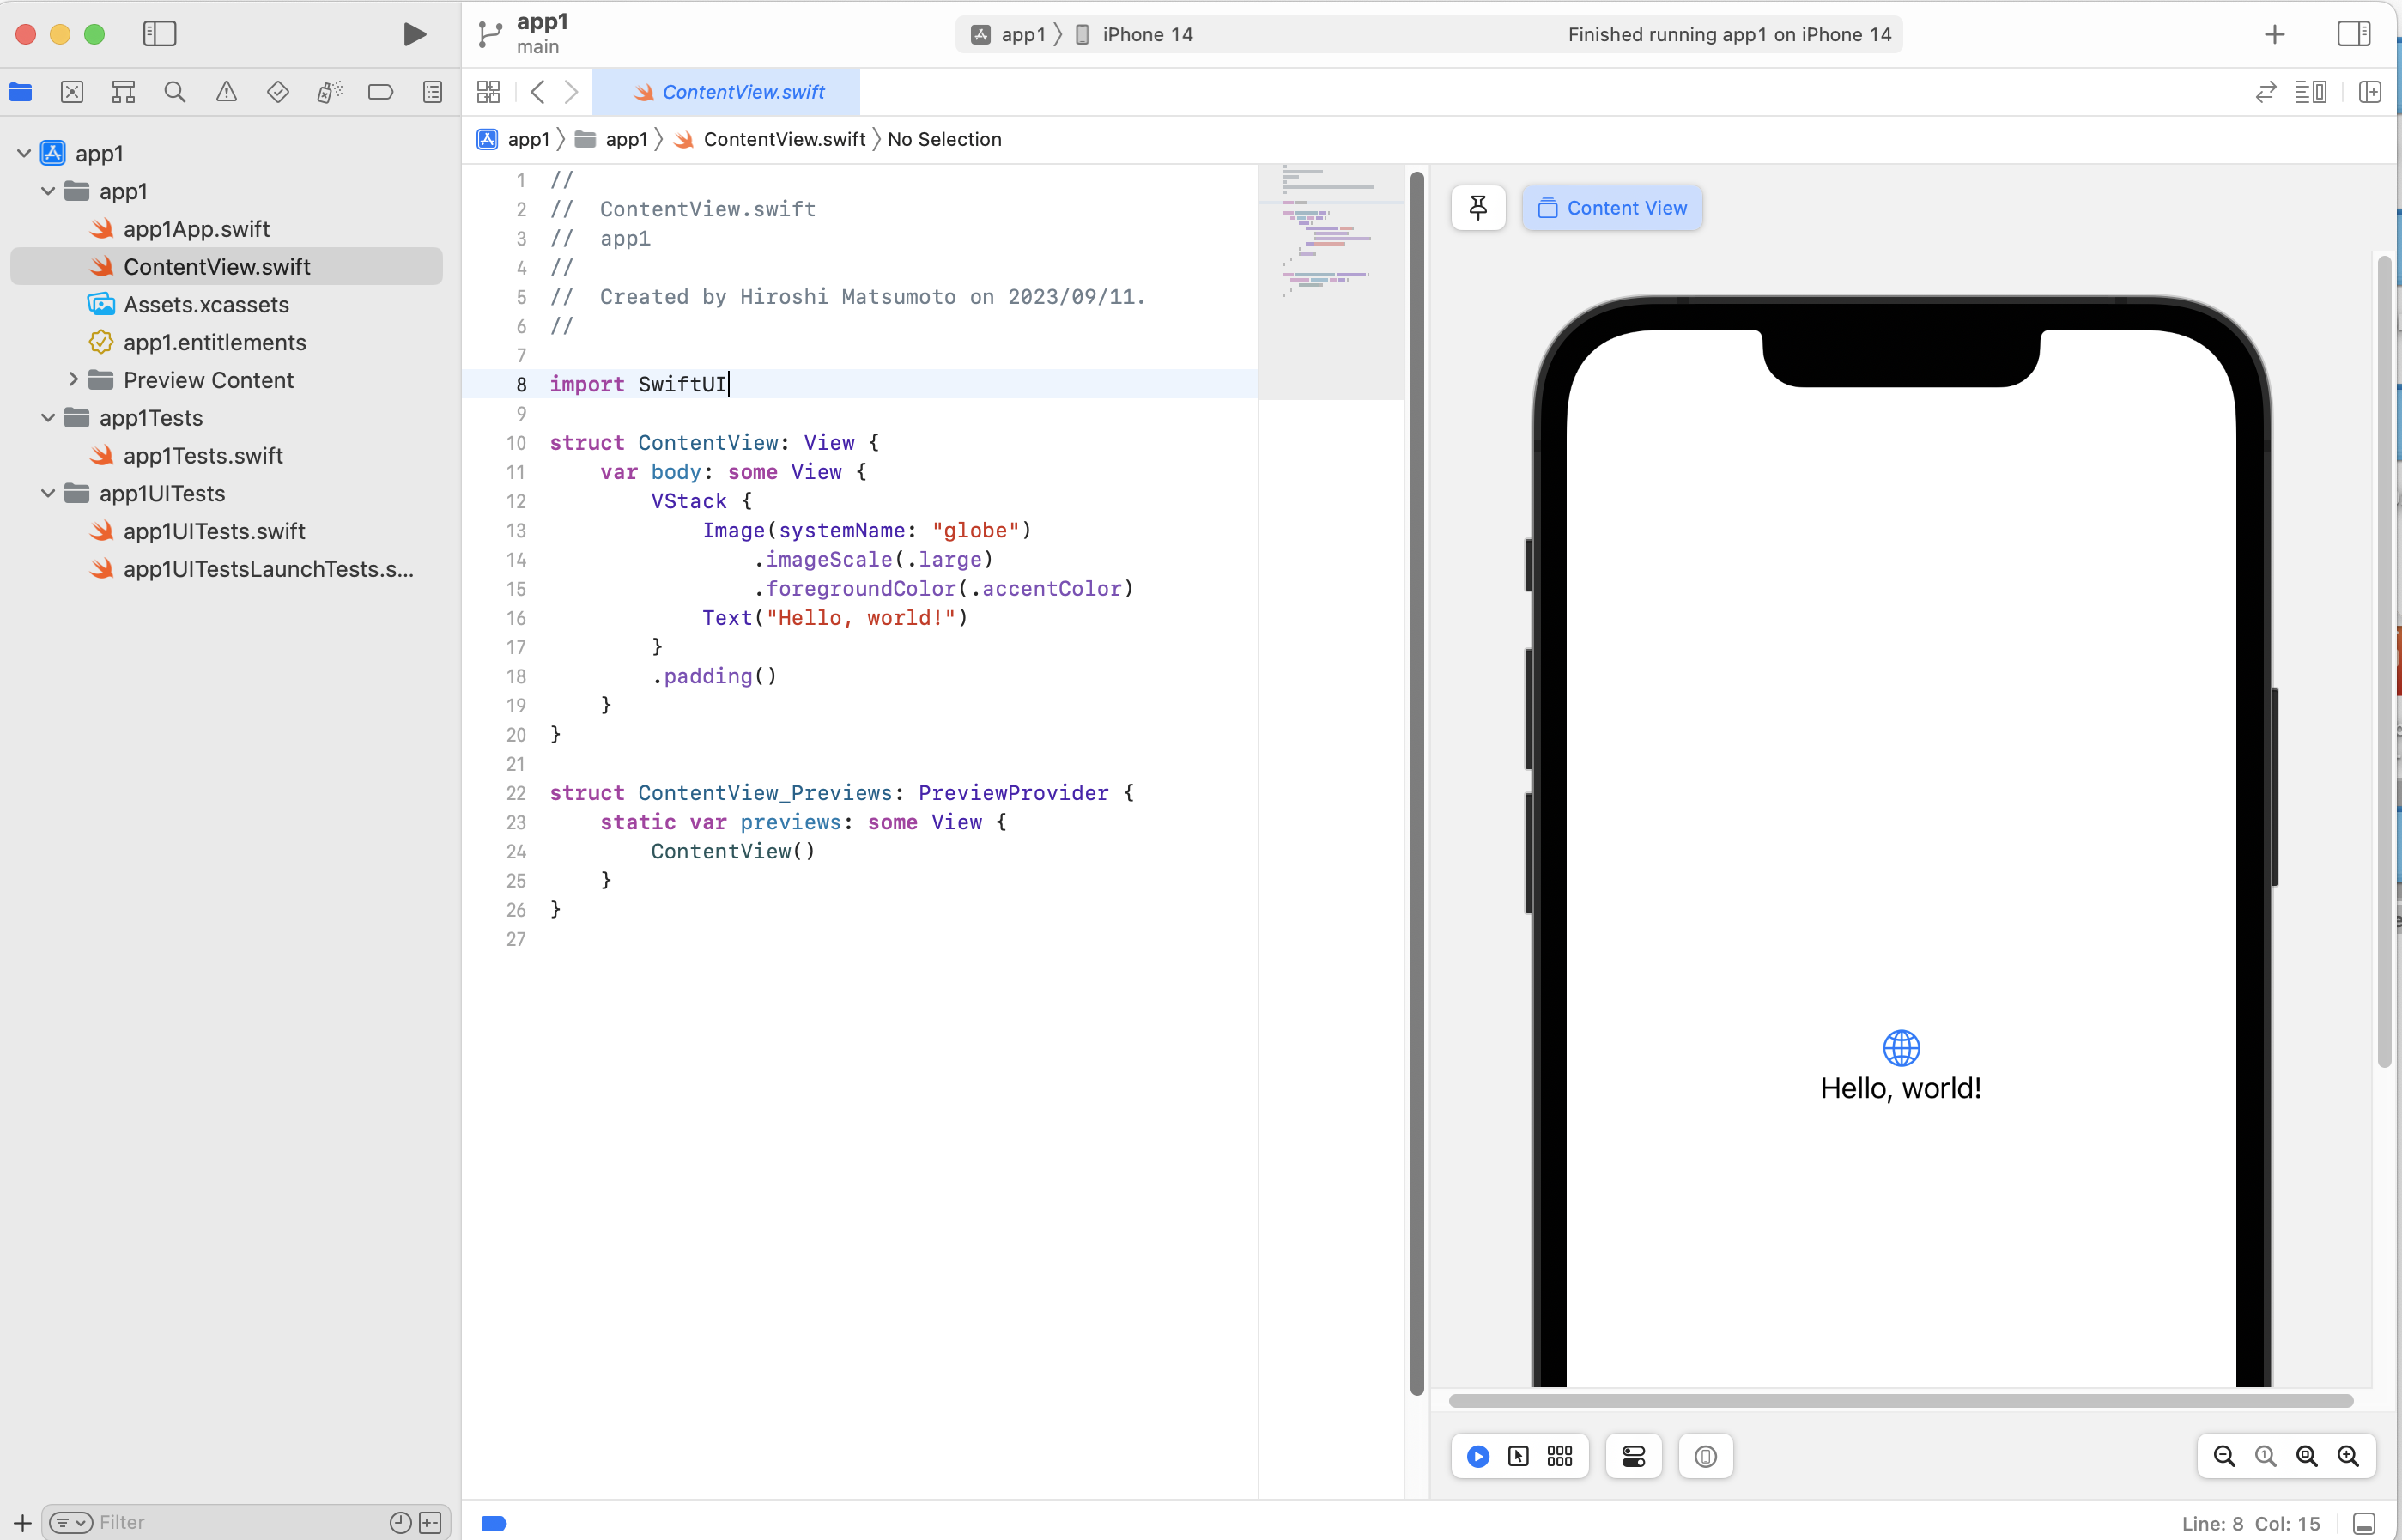 app1
main
app1
iPhone 14
Finished running app1 on iPhone 14
ContentView.swift
app1
app1
ContentView.swift
No Selection
app1
app1
app1App.swift
ContentView.swift
Assets.xcassets
app1.entitlements
Preview Content
app1Tests
app1Tests.swift
app1UITests
app1UITests.swift
app1UITestsLaunchTests.s...
Filter
1 //
2 //  ContentView.swift
3 //  app1
4 //
5 //  Created by Hiroshi Matsumoto on 2023/09/11.
6 //
7
8 import SwiftUI
9
10 struct ContentView: View {
11     var body: some View {
12         VStack {
13             Image(systemName: "globe")
14                 .imageScale(.large)
15                 .foregroundColor(.accentColor)
16             Text("Hello, world!")
17         }
18         .padding()
19     }
20 }
21
22 struct ContentView_Previews: PreviewProvider {
23     static var previews: some View {
24         ContentView()
25     }
26 }
27
Content View
Hello, world!
Line: 8 Col: 15